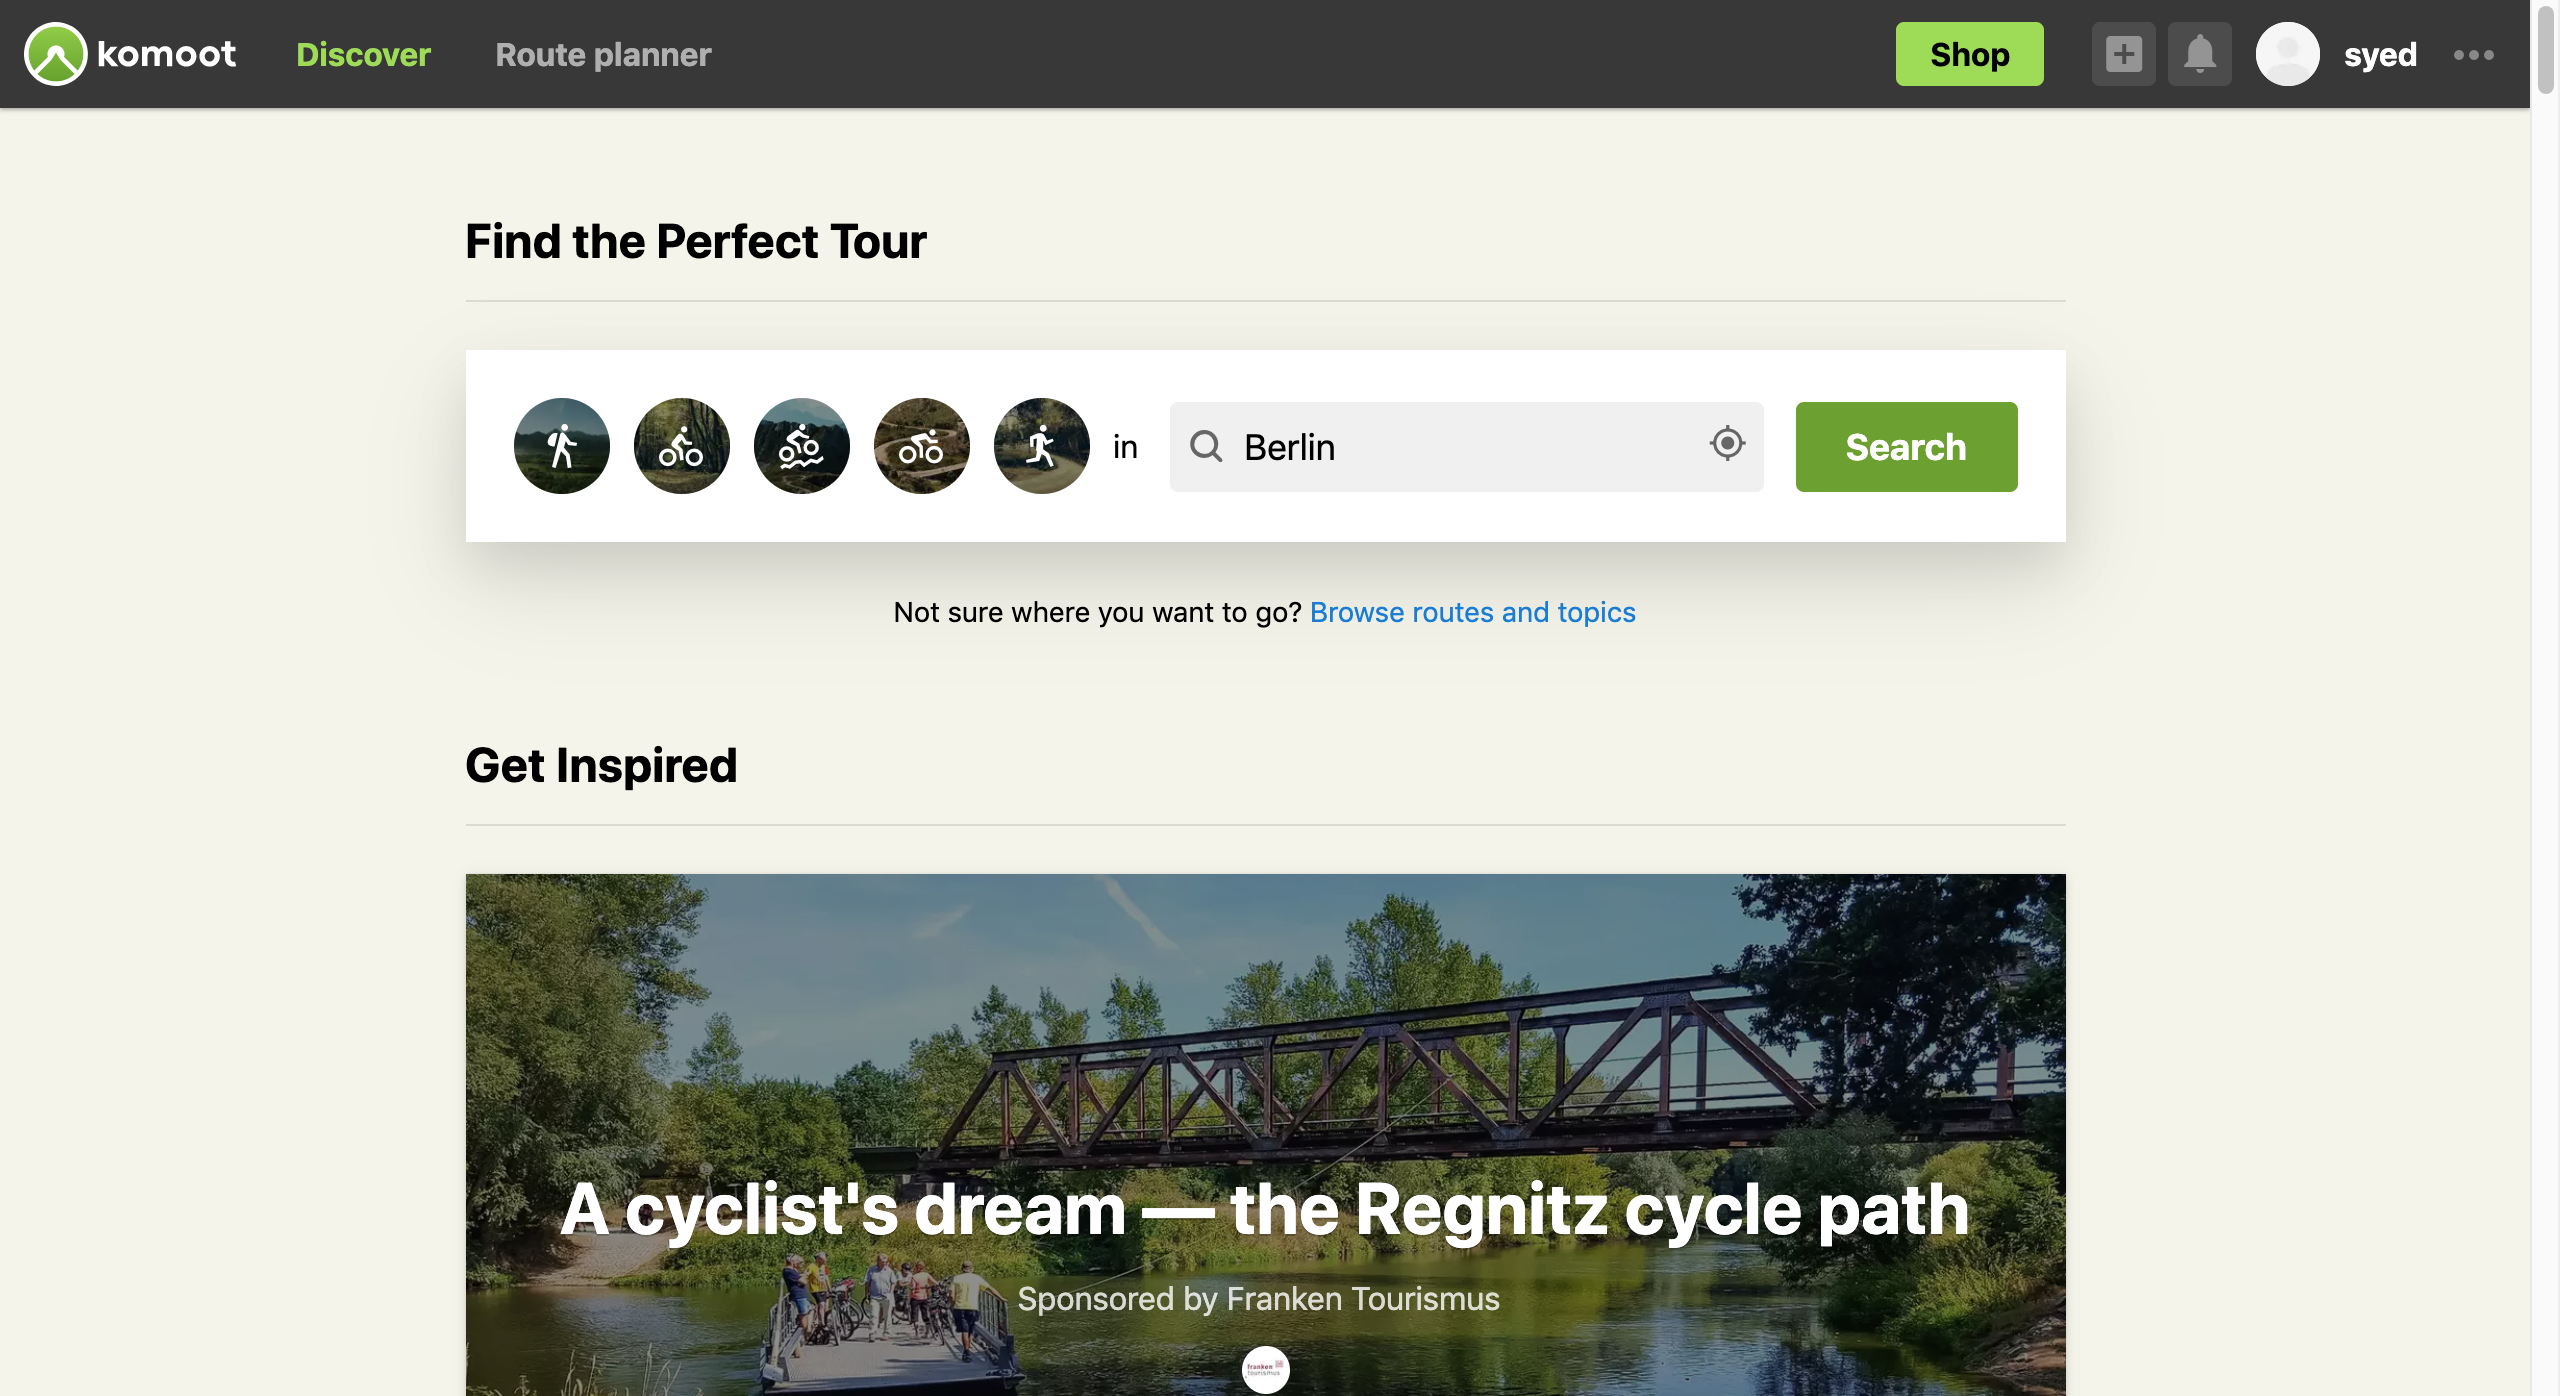 komoot
Discover
Route planner
Shop
syed
Find the Perfect Tour
in
Berlin
Search
Not sure where you want to go? Browse routes and topics
Get Inspired
A cyclist's dream — the Regnitz cycle path
Sponsored by Franken Tourismus
franken
tourismus